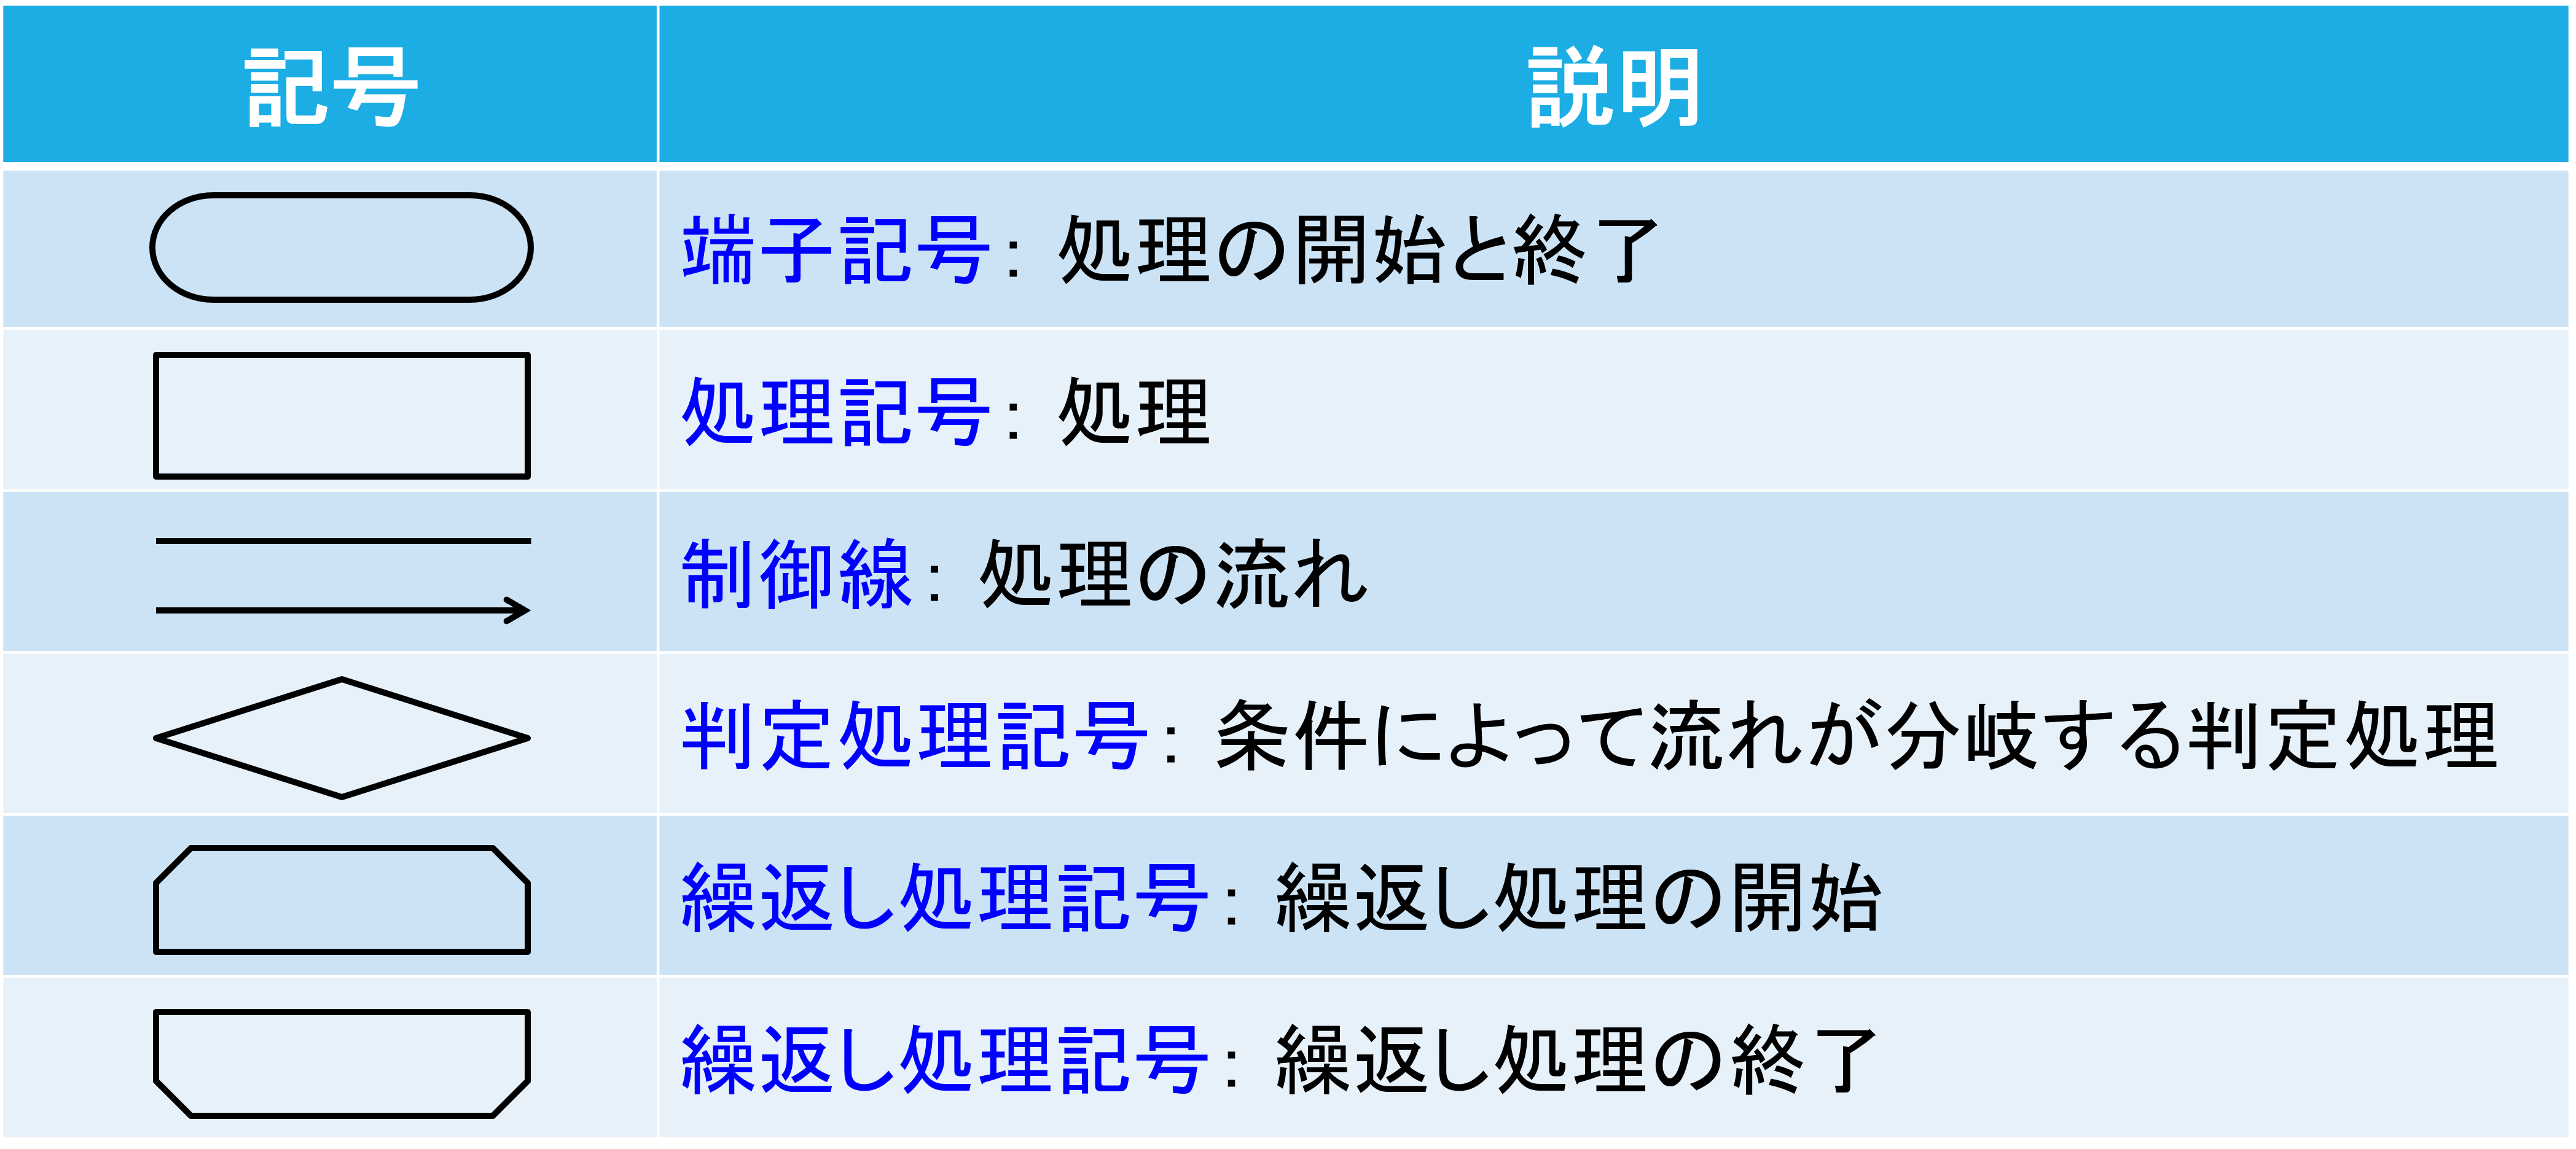 記号
説明
端子記号: 処理の開始と終了
処理記号: 処理
制御線: 処理の流れ
判定処理記号: 条件によって流れが分岐する判定処理
繰返し処理記号: 繰返し処理の開始
繰返し処理記号: 繰返し処理の終了